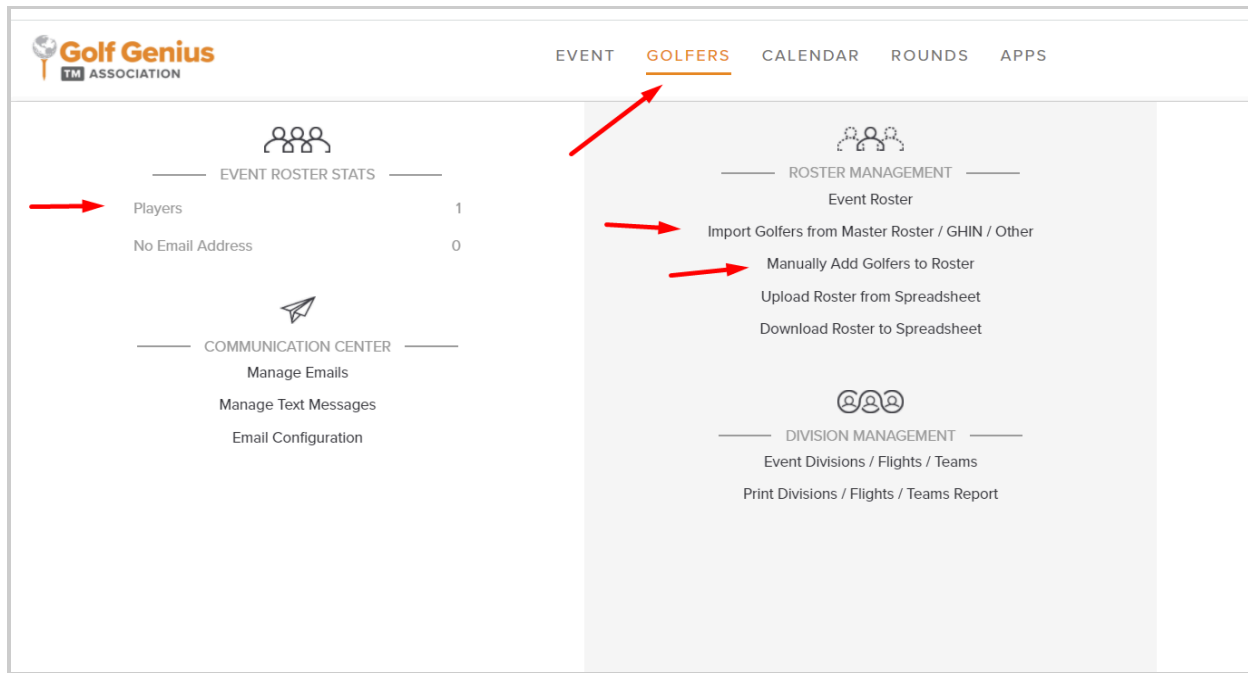 Golf Genius
TM ASSOCIATION
EVENT GOLFERS CALENDAR ROUNDS APPS
EVENT ROSTER STATS
Players 1
No Email Address 0
COMMUNICATION CENTER
Manage Emails
Manage Text Messages
Email Configuration
ROSTER MANAGEMENT
Event Roster
Import Golfers from Master Roster / GHIN / Other
Manually Add Golfers to Roster
Upload Roster from Spreadsheet
Download Roster to Spreadsheet
DIVISION MANAGEMENT
Event Divisions / Flights / Teams
Print Divisions / Flights / Teams Report